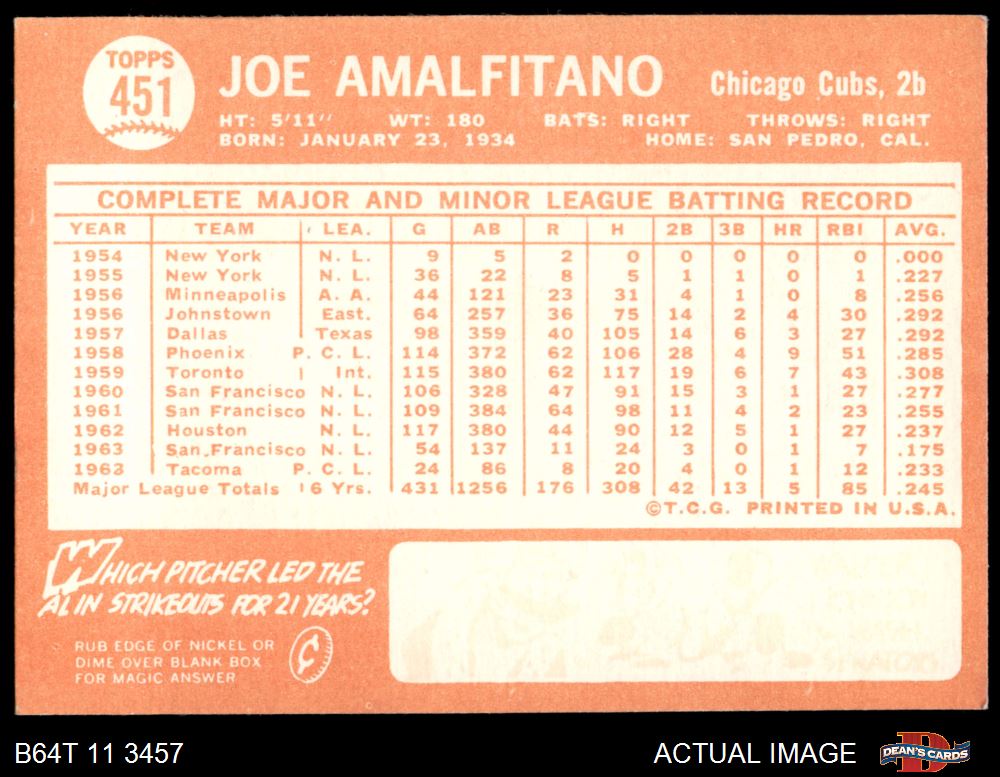 TOPPS
451
JOE AMALFITANO
Chicago Cubs, 2b
HT: 5'11" WT: 180 BATS: RIGHT THROWS: RIGHT
BORN: JANUARY 23, 1934 HOME: SAN PEDRO, CAL.
COMPLETE MAJOR AND MINOR LEAGUE BATTING RECORD
YEAR TEAM LEA. G AB R H 2B 3B HR RBI AVG.
1954 New York N. L. 9 5 2 0 0 0 0 0 .000
1955 New York N. L. 36 22 8 5 1 1 0 1 .227
1956 Minneapolis A. A. 44 121 23 31 4 1 0 8 .256
1956 Johnstown East. 64 257 36 75 14 2 4 30 .292
1957 Dallas Texas 98 359 40 105 14 6 3 27 .292
1958 Phoenix P. C. L. 114 372 62 106 28 4 9 51 .285
1959 Toronto Int. 115 380 62 117 19 6 7 43 .308
1960 San Francisco N. L. 106 328 47 91 15 3 1 27 .277
1961 San Francisco N. L. 109 384 64 98 11 4 2 23 .255
1962 Houston N. L. 117 380 44 90 12 5 1 27 .237
1963 San Francisco N. L. 54 137 11 24 3 0 1 7 .175
1963 Tacoma P. C. L. 24 86 8 20 4 0 1 12 .233
Major League Totals 6 Yrs. 431 1256 176 308 42 13 5 85 .245
©T.C.G. PRINTED IN U.S.A.
WHICH PITCHER LED THE
AL IN STRIKEOUTS FOR 21 YEARS?
RUB EDGE OF NICKEL OR
DIME OVER BLANK BOX
FOR MAGIC ANSWER
¢
B64T 11 3457
ACTUAL IMAGE
DEAN'S CARDS